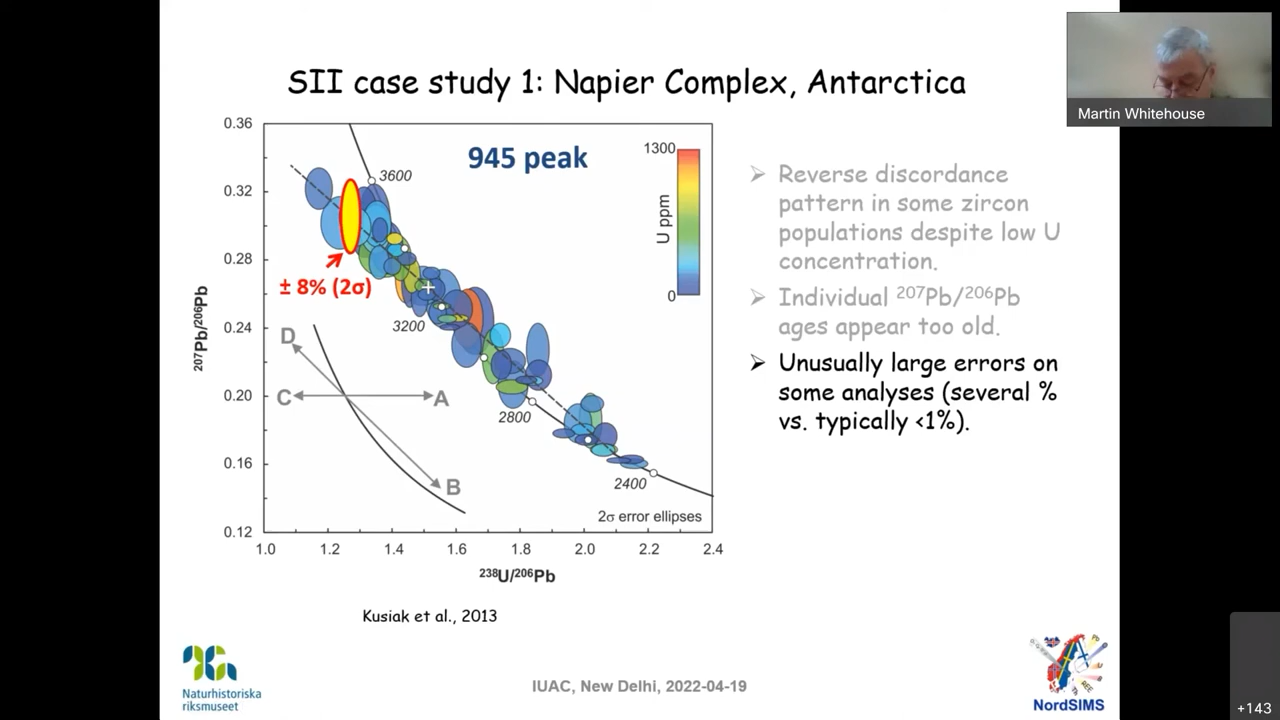 SII case study 1: Napier Complex, Antarctica
Martin Whitehouse
945 peak
0.36
0.32
0.28
0.24
0.20
0.16
0.12
²⁰⁷Pb/²⁰⁶Pb
3600
3200
2800
2400
± 8% (2σ)
D
C
A
B
1300
U ppm
0
2σ error ellipses
1.0 1.2 1.4 1.6 1.8 2.0 2.2 2.4
²³⁸U/²⁰⁶Pb
Kusiak et al., 2013
➢ Reverse discordance
pattern in some zircon
populations despite low U
concentration.
➢ Individual ²⁰⁷Pb/²⁰⁶Pb
ages appear too old.
➢ Unusually large errors on
some analyses (several %
vs. typically <1%).
Naturhistoriska
riksmuseet
IUAC, New Delhi, 2022-04-19
REE
NordSIMS
+143